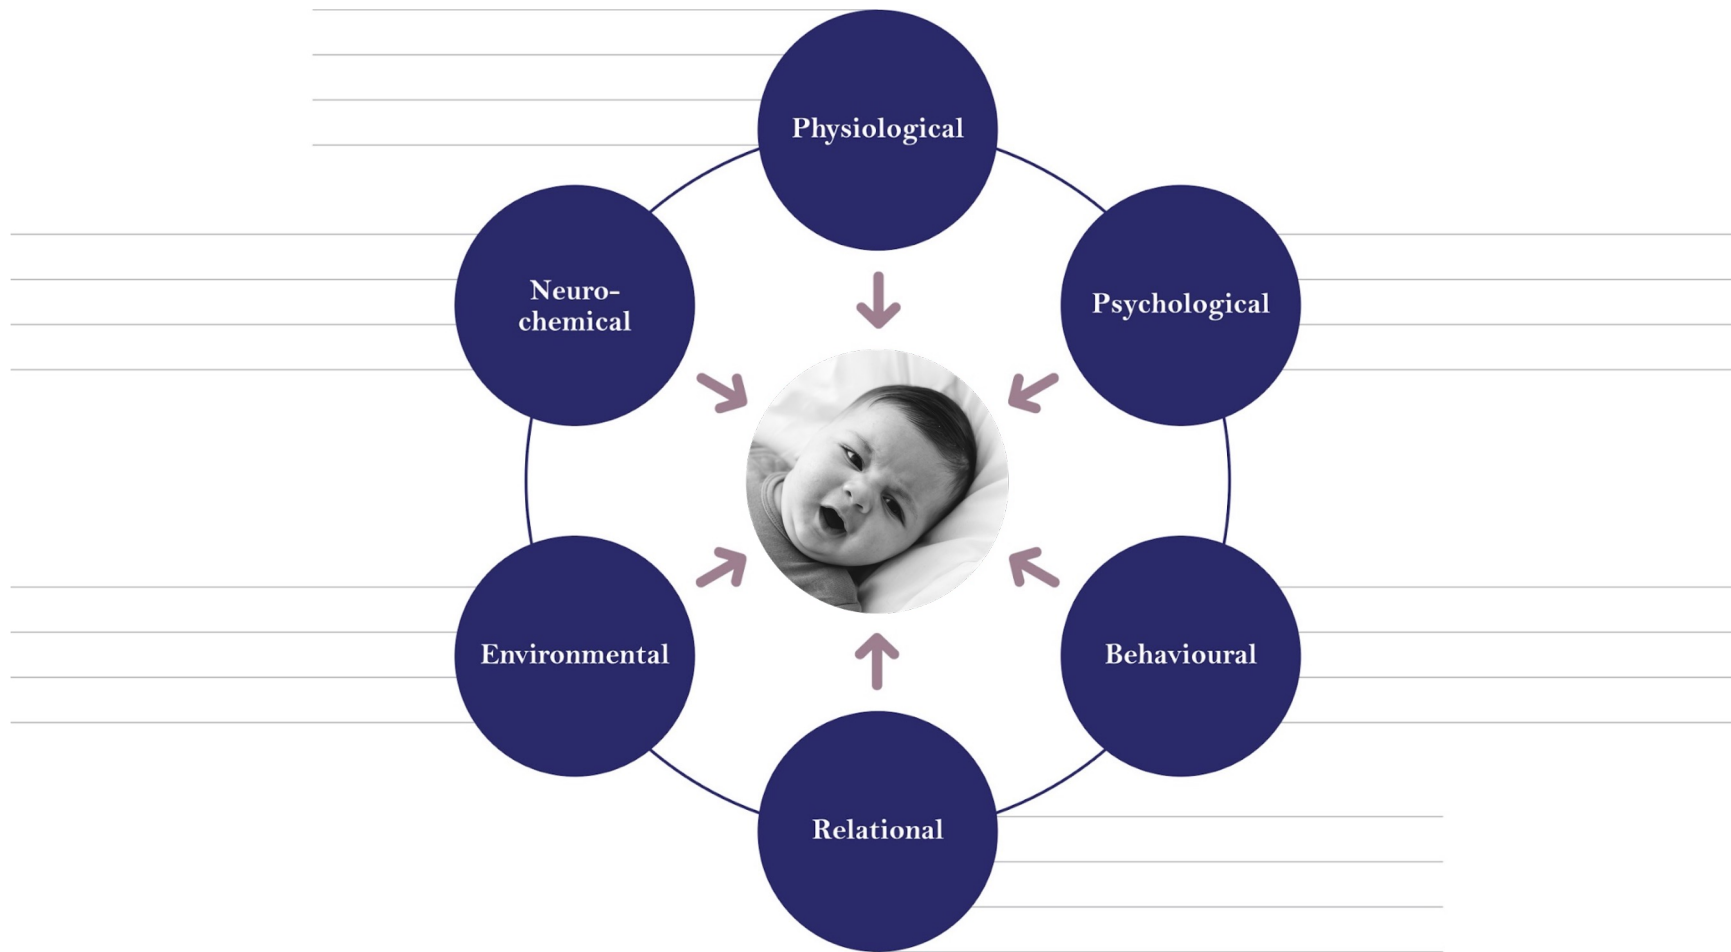 Physiological
Neuro-
chemical
Psychological
Environmental
Behavioural
Relational